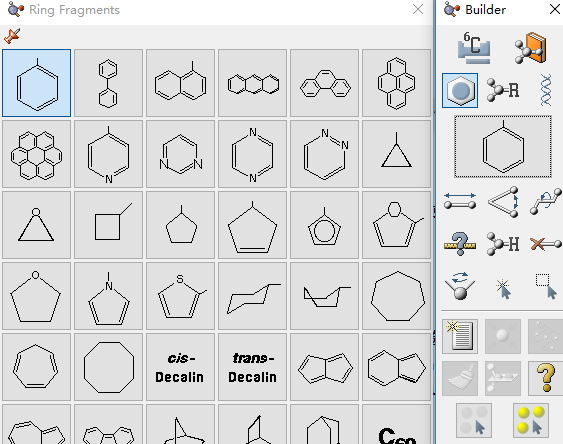 Ring Fragments
Builder
6C
R
N
N N
N
N
N
N
O
O
O
N
S
H
cis-
Decalin
trans-
Decalin
?
C60